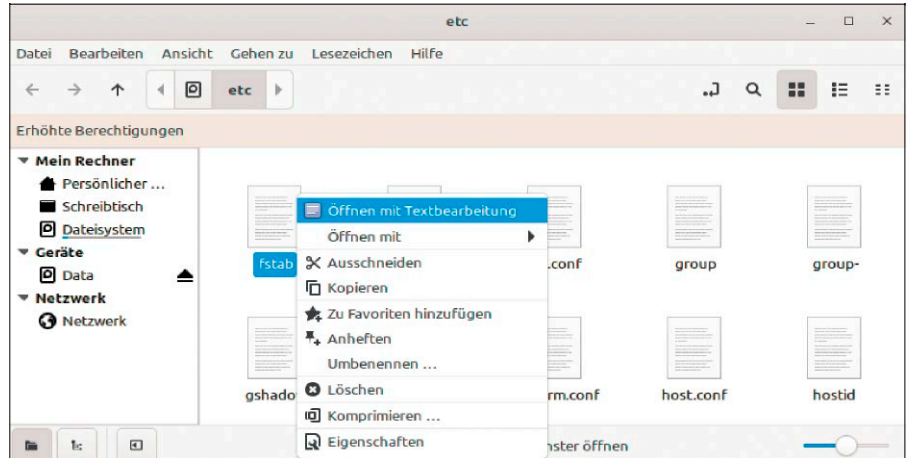 etc
Datei Bearbeiten Ansicht Gehen zu Lesezeichen Hilfe
etc
Erhöhte Berechtigungen
Mein Rechner
Persönlicher ...
Schreibtisch
Dateisystem
Geräte
Data
Netzwerk
Netzwerk
Öffnen mit Textbearbeitung
Öffnen mit
Ausschneiden
Kopieren
Zu Favoriten hinzufügen
Anheften
Umbenennen ...
Löschen
Komprimieren ...
Eigenschaften
fstab .conf group group-
gshado rm.conf host.conf hostid
nster öffnen